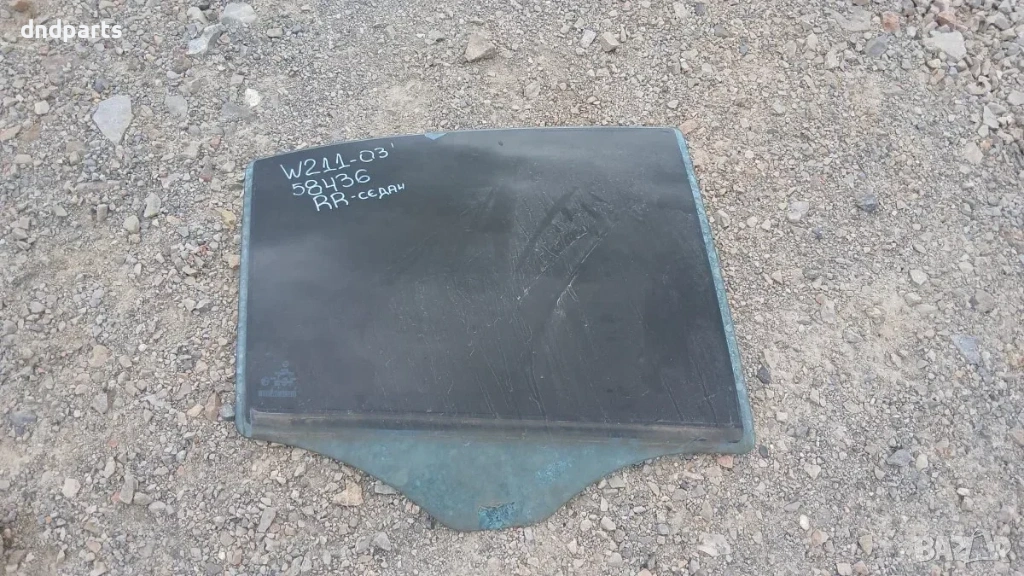 dndparts
W211-03'
58436
RR-седан
BAZAR